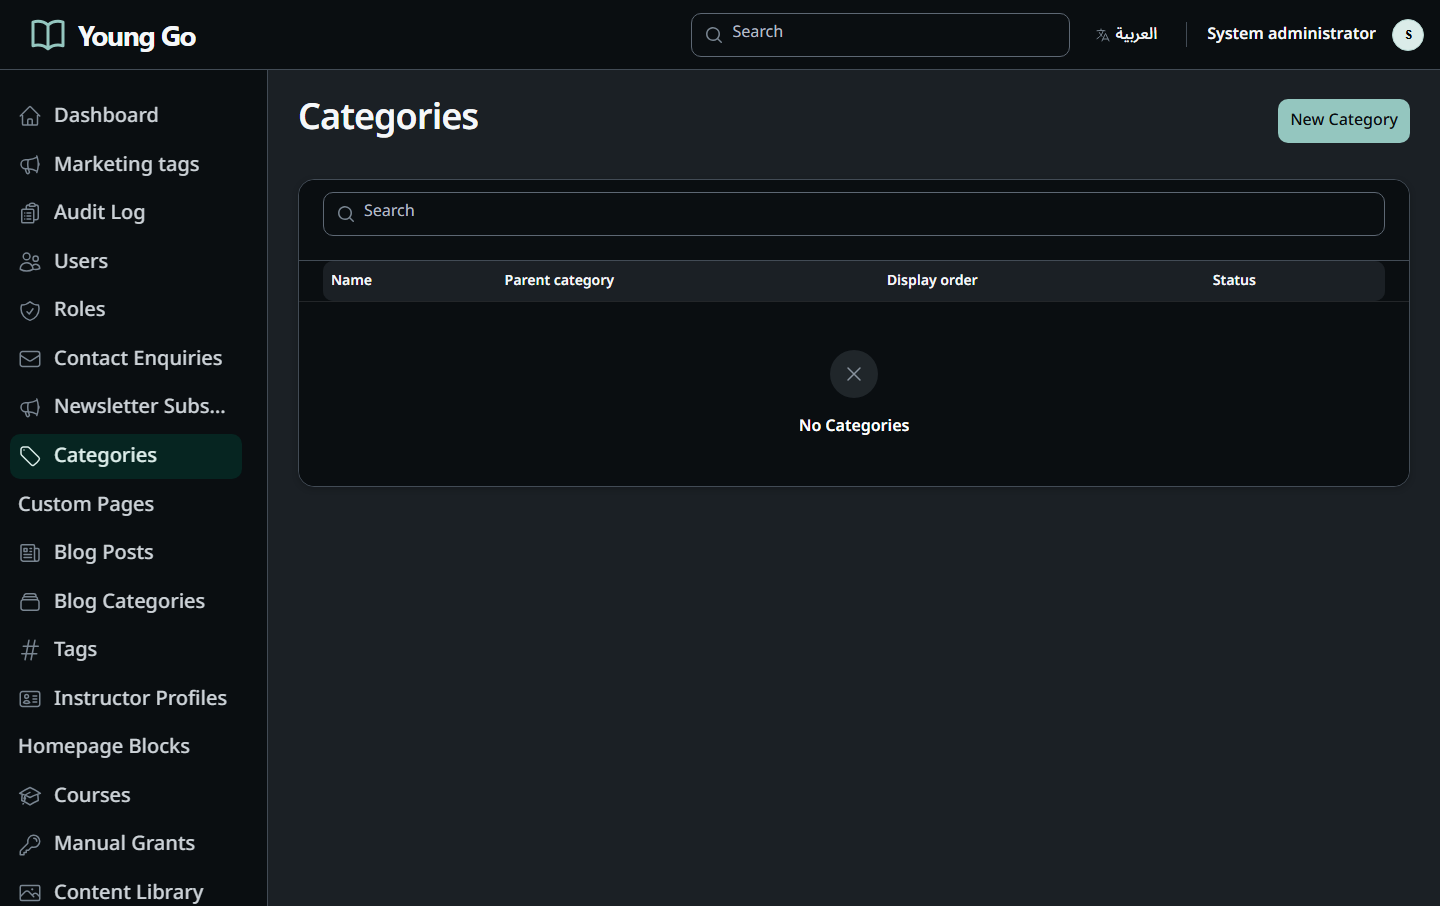 Young Go
Search
العربية
System administrator
S
Dashboard
Marketing tags
Audit Log
Users
Roles
Contact Enquiries
Newsletter Subs...
Categories
Custom Pages
Blog Posts
Blog Categories
Tags
Instructor Profiles
Homepage Blocks
Courses
Manual Grants
Content Library
Categories
New Category
Search
Name Parent category Display order Status
No Categories